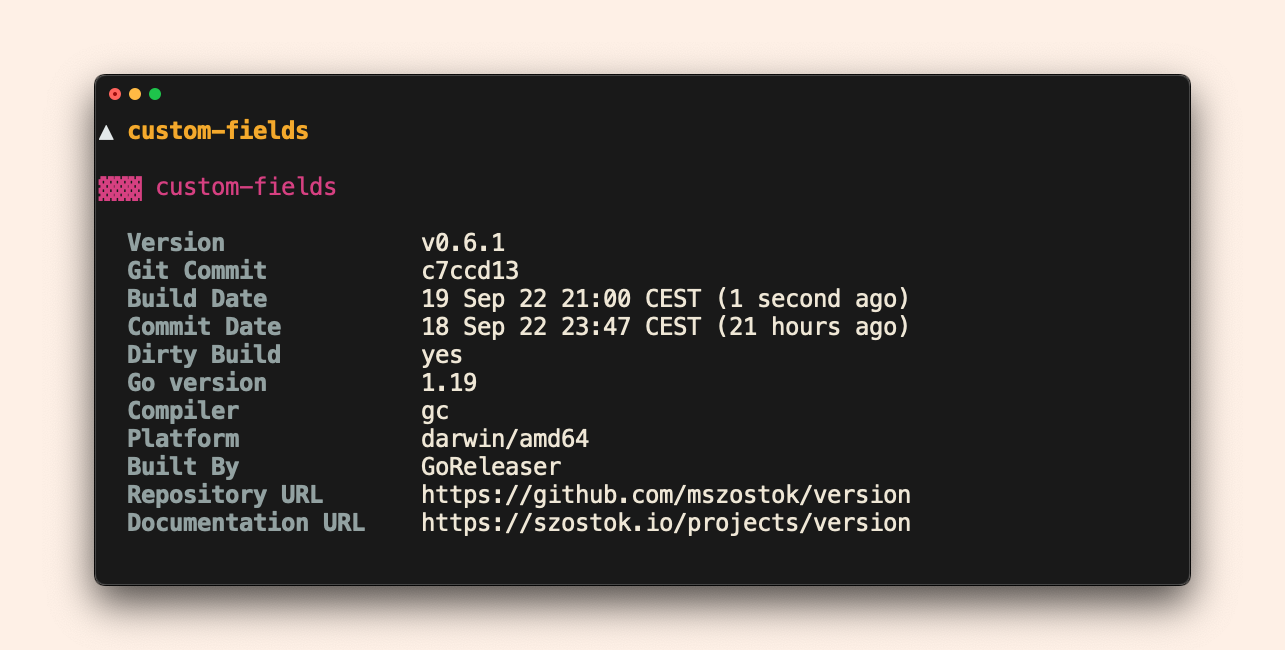 ▲ custom-fields
▓▓▓ custom-fields
Version v0.6.1
Git Commit c7ccd13
Build Date 19 Sep 22 21:00 CEST (1 second ago)
Commit Date 18 Sep 22 23:47 CEST (21 hours ago)
Dirty Build yes
Go version 1.19
Compiler gc
Platform darwin/amd64
Built By GoReleaser
Repository URL https://github.com/mszostok/version
Documentation URL https://szostok.io/projects/version